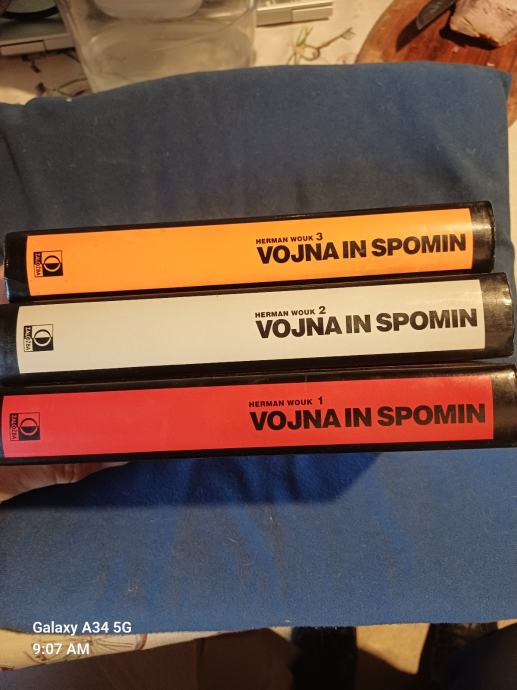 HERMAN WOUK 3
VOJNA IN SPOMIN
HERMAN WOUK 2
VOJNA IN SPOMIN
HERMAN WOUK 1
VOJNA IN SPOMIN
Galaxy A34 5G
9:07 AM